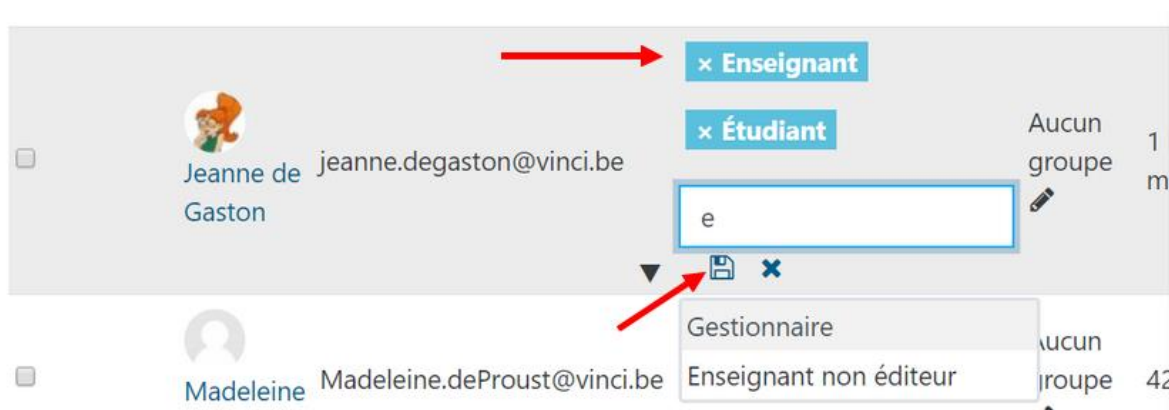 × Enseignant
× Étudiant
Aucun
groupe
1
m
Jeanne de
Gaston
jeanne.degaston@vinci.be
e
Gestionnaire
Enseignant non éditeur
Madeleine
Madeleine.deProust@vinci.be
ucun
roupe
42